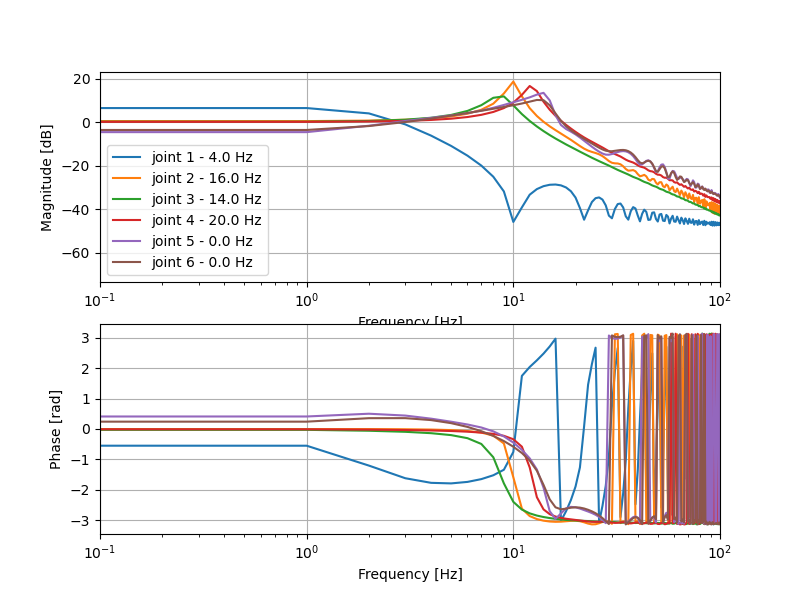 20
0
−20
−40
−60
Magnitude [dB]
joint 1 - 4.0 Hz
joint 2 - 16.0 Hz
joint 3 - 14.0 Hz
joint 4 - 20.0 Hz
joint 5 - 0.0 Hz
joint 6 - 0.0 Hz
10⁻¹ 10⁰ 10¹ 10²
Frequency [Hz]
3
2
1
0
−1
−2
−3
Phase [rad]
10⁻¹ 10⁰ 10¹ 10²
Frequency [Hz]